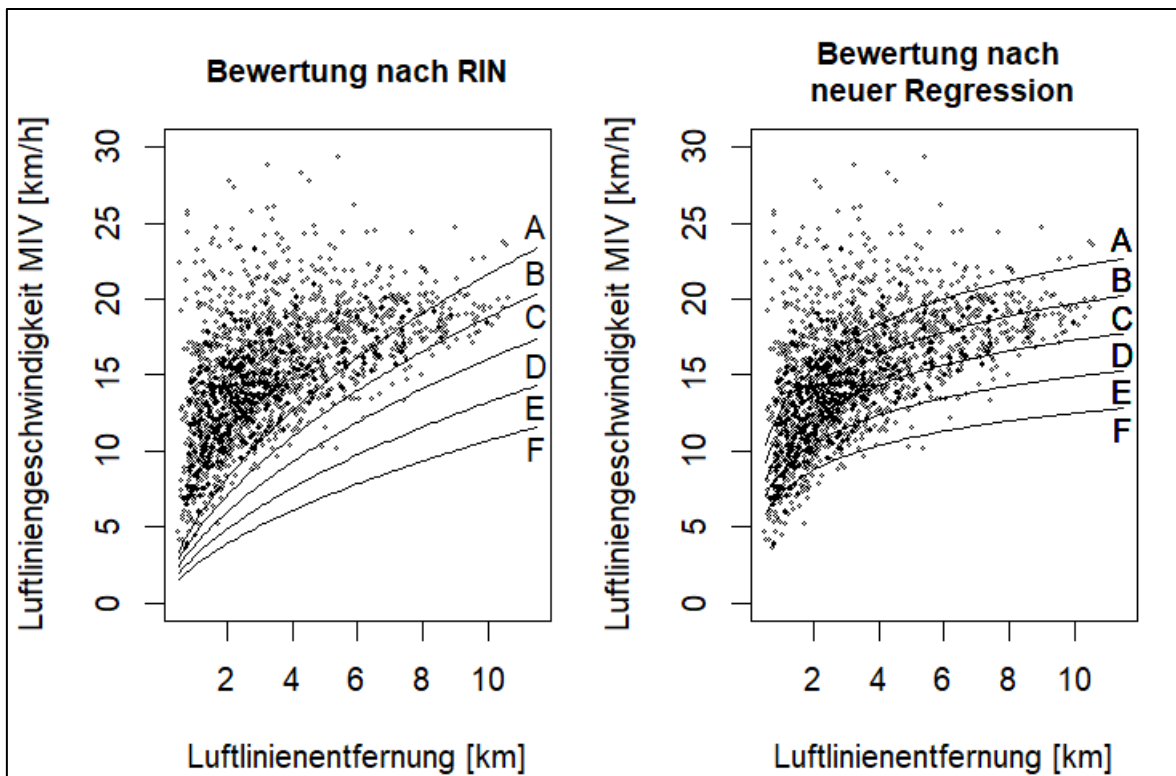 Bewertung nach RIN
Luftliniengeschwindigkeit MIV [km/h]
30
25
20
15
10
5
0
A
B
C
D
E
F
2 4 6 8 10
Luftlinienentfernung [km]
Bewertung nach
neuer Regression
Luftliniengeschwindigkeit MIV [km/h]
30
25
20
15
10
5
0
A
B
C
D
E
F
2 4 6 8 10
Luftlinienentfernung [km]